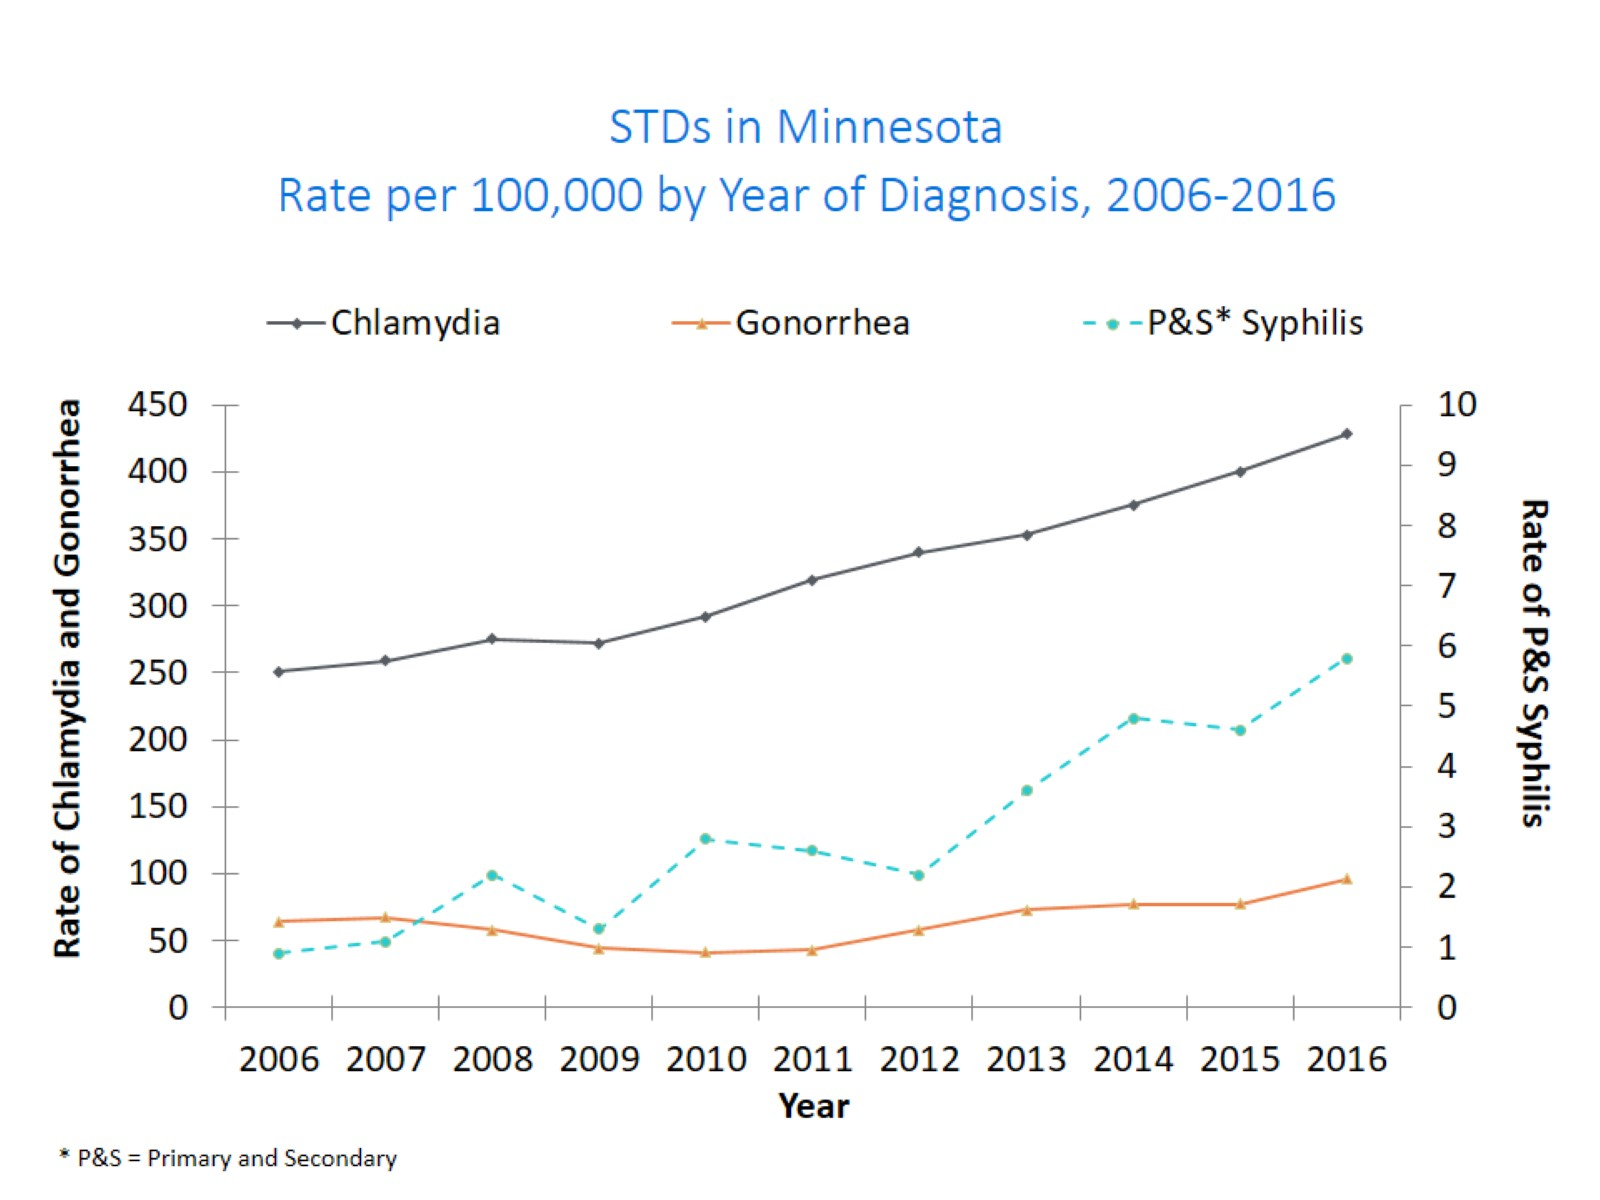 STDs in Minnesota
Rate per 100,000 by Year of Diagnosis, 2006-2016
Chlamydia Gonorrhea P&S* Syphilis
Rate of Chlamydia and Gonorrhea
450
400
350
300
250
200
150
100
50
0
10
9
8
7
6
5
4
3
2
1
0
Rate of P&S Syphilis
2006 2007 2008 2009 2010 2011 2012 2013 2014 2015 2016
Year
* P&S = Primary and Secondary